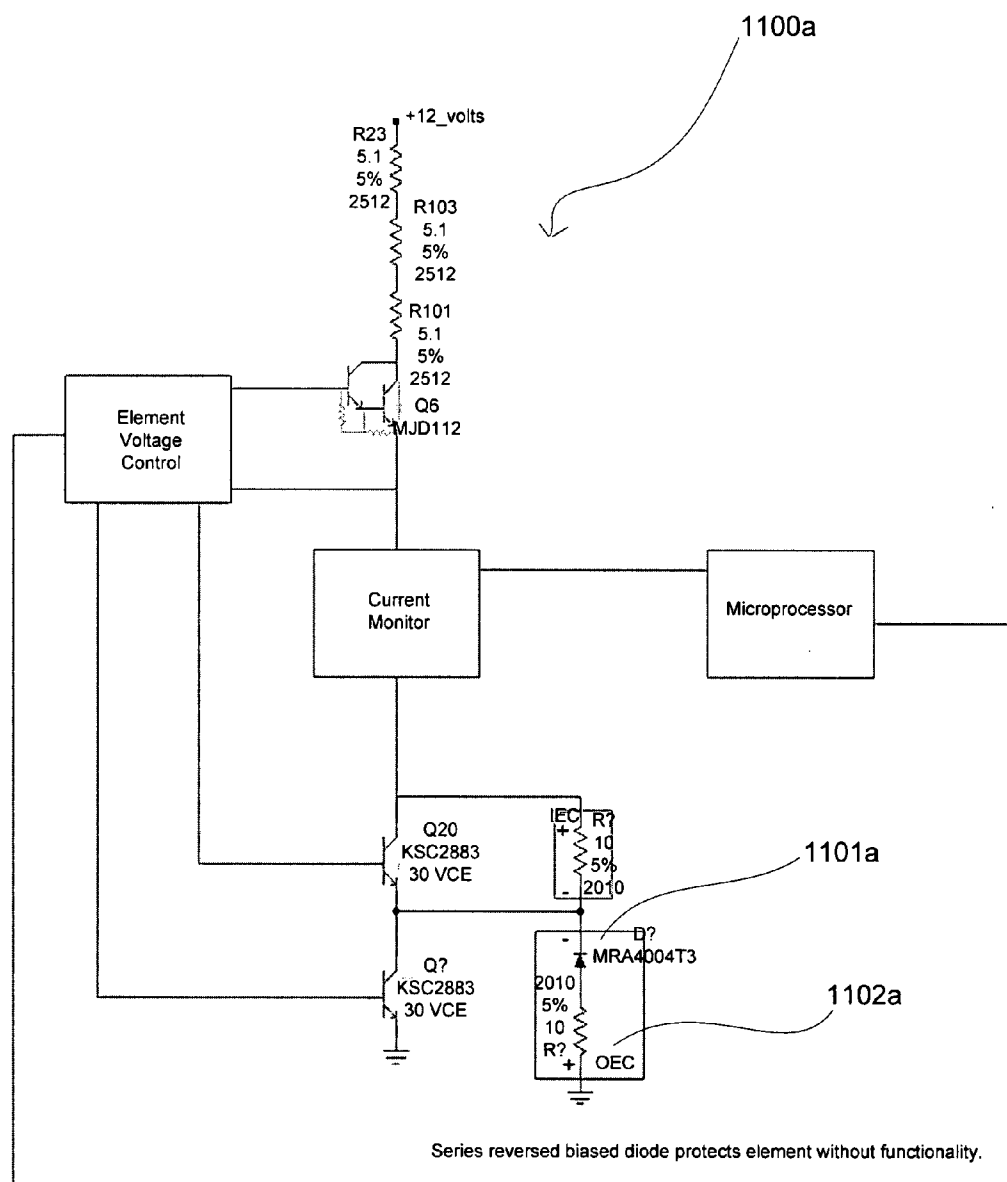 1100a
+12_volts
R23
5.1
5%
2512
R103
5.1
5%
2512
R101
5.1
5%
2512
Q6
MJD112
Element
Voltage
Control
Current
Monitor
Microprocessor
Q20
KSC2883
30 VCE
IEC
+
R?
10
5%
2010
-
1101a
D?
-
MRA4004T3
Q?
KSC2883
30 VCE
2010
5%
10
R?
+
OEC
1102a
Series reversed biased diode protects element without functionality.